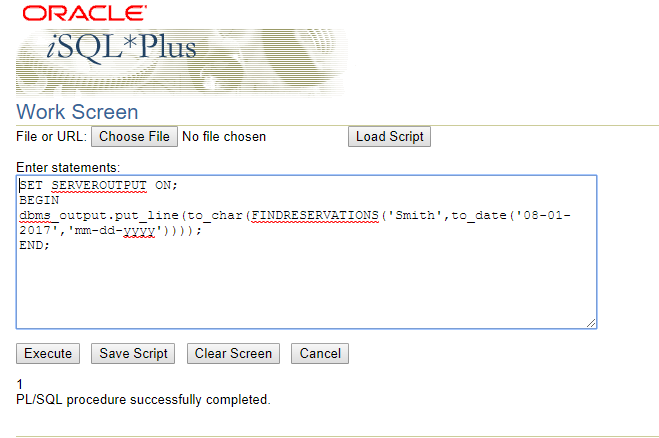 ORACLE
iSQL*Plus
Work Screen
File or URL: Choose File No file chosen Load Script
Enter statements:
SET SERVEROUTPUT ON;
BEGIN
dbms_output.put_line(to_char(FINDRESERVATIONS('Smith',to_date('08-01-
2017','mm-dd-yyyy'))));
END;
Execute Save Script Clear Screen Cancel
1
PL/SQL procedure successfully completed.